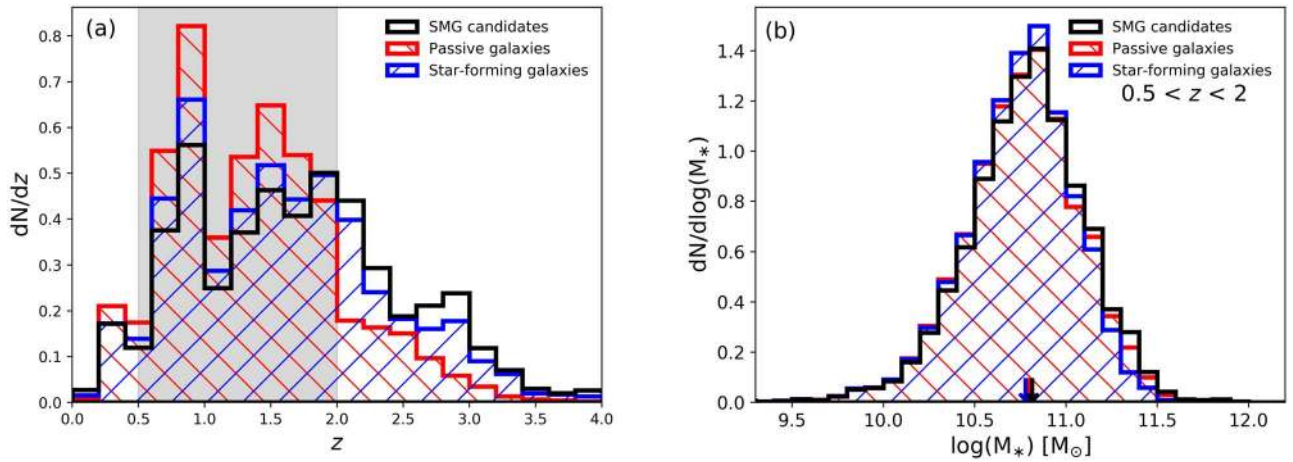 (a)
SMG candidates
Passive galaxies
Star-forming galaxies
dN/dz
0.8
0.7
0.6
0.5
0.4
0.3
0.2
0.1
0.0
0.0 0.5 1.0 1.5 2.0 2.5 3.0 3.5 4.0
z
(b)
SMG candidates
Passive galaxies
Star-forming galaxies
0.5 < z < 2
dN/dlog(M∗)
1.4
1.2
1.0
0.8
0.6
0.4
0.2
0.0
9.5 10.0 10.5 11.0 11.5 12.0
log(M∗) [M⊙]